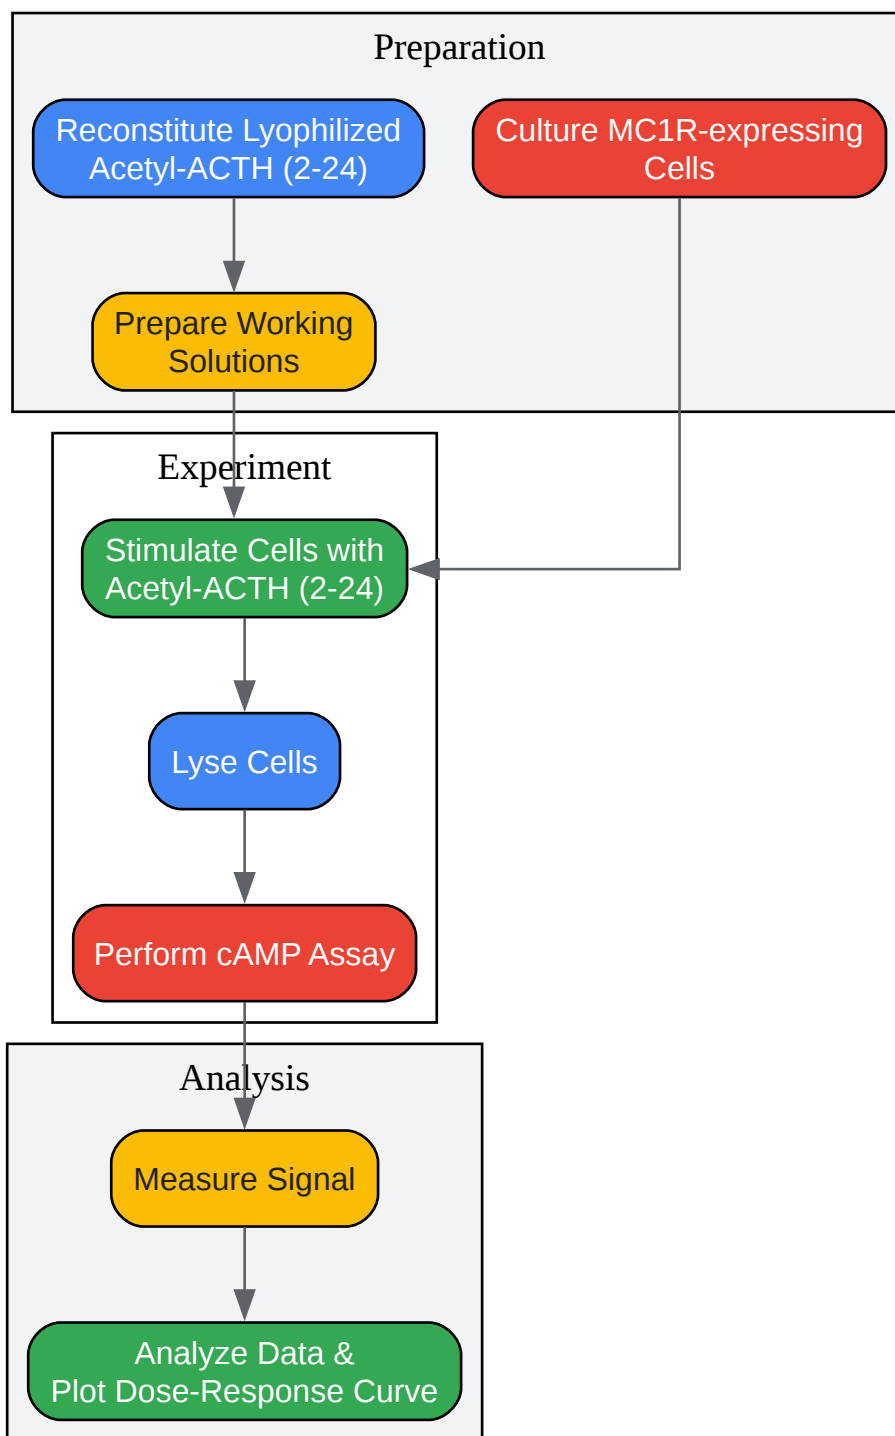 Preparation
Reconstitute Lyophilized
Acetyl-ACTH (2-24)
Culture MC1R-expressing
Cells
Prepare Working
Solutions
Experiment
Stimulate Cells with
Acetyl-ACTH (2-24)
Lyse Cells
Perform cAMP Assay
Analysis
Measure Signal
Analyze Data &
Plot Dose-Response Curve